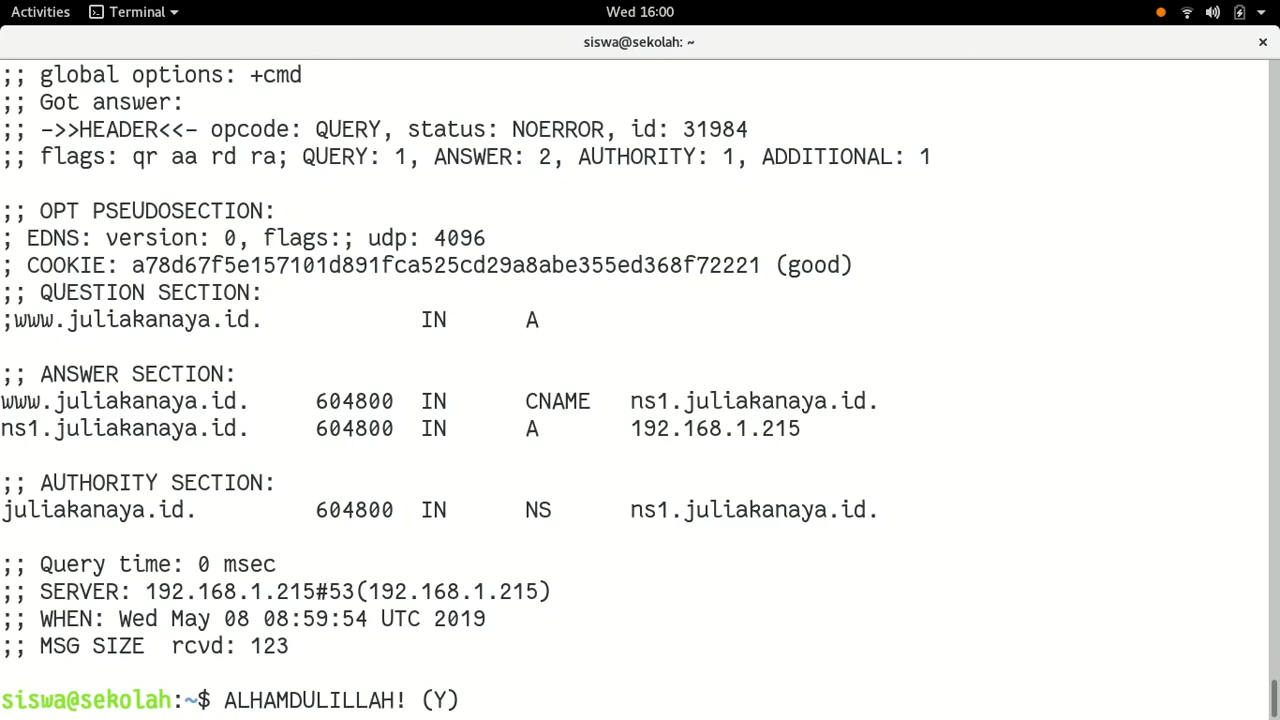 Activities Terminal Wed 16:00
siswa@sekolah: ~ ×
;; global options: +cmd
;; Got answer:
;; ->>HEADER<<- opcode: QUERY, status: NOERROR, id: 31984
;; flags: qr aa rd ra; QUERY: 1, ANSWER: 2, AUTHORITY: 1, ADDITIONAL: 1
;; OPT PSEUDOSECTION:
; EDNS: version: 0, flags:; udp: 4096
; COOKIE: a78d67f5e157101d891fca525cd29a8abe355ed368f72221 (good)
;; QUESTION SECTION:
;www.juliakanaya.id. IN A
;; ANSWER SECTION:
www.juliakanaya.id. 604800 IN CNAME ns1.juliakanaya.id.
ns1.juliakanaya.id. 604800 IN A 192.168.1.215
;; AUTHORITY SECTION:
juliakanaya.id. 604800 IN NS ns1.juliakanaya.id.
;; Query time: 0 msec
;; SERVER: 192.168.1.215#53(192.168.1.215)
;; WHEN: Wed May 08 08:59:54 UTC 2019
;; MSG SIZE rcvd: 123
siswa@sekolah:~$ ALHAMDULILLAH! (Y)